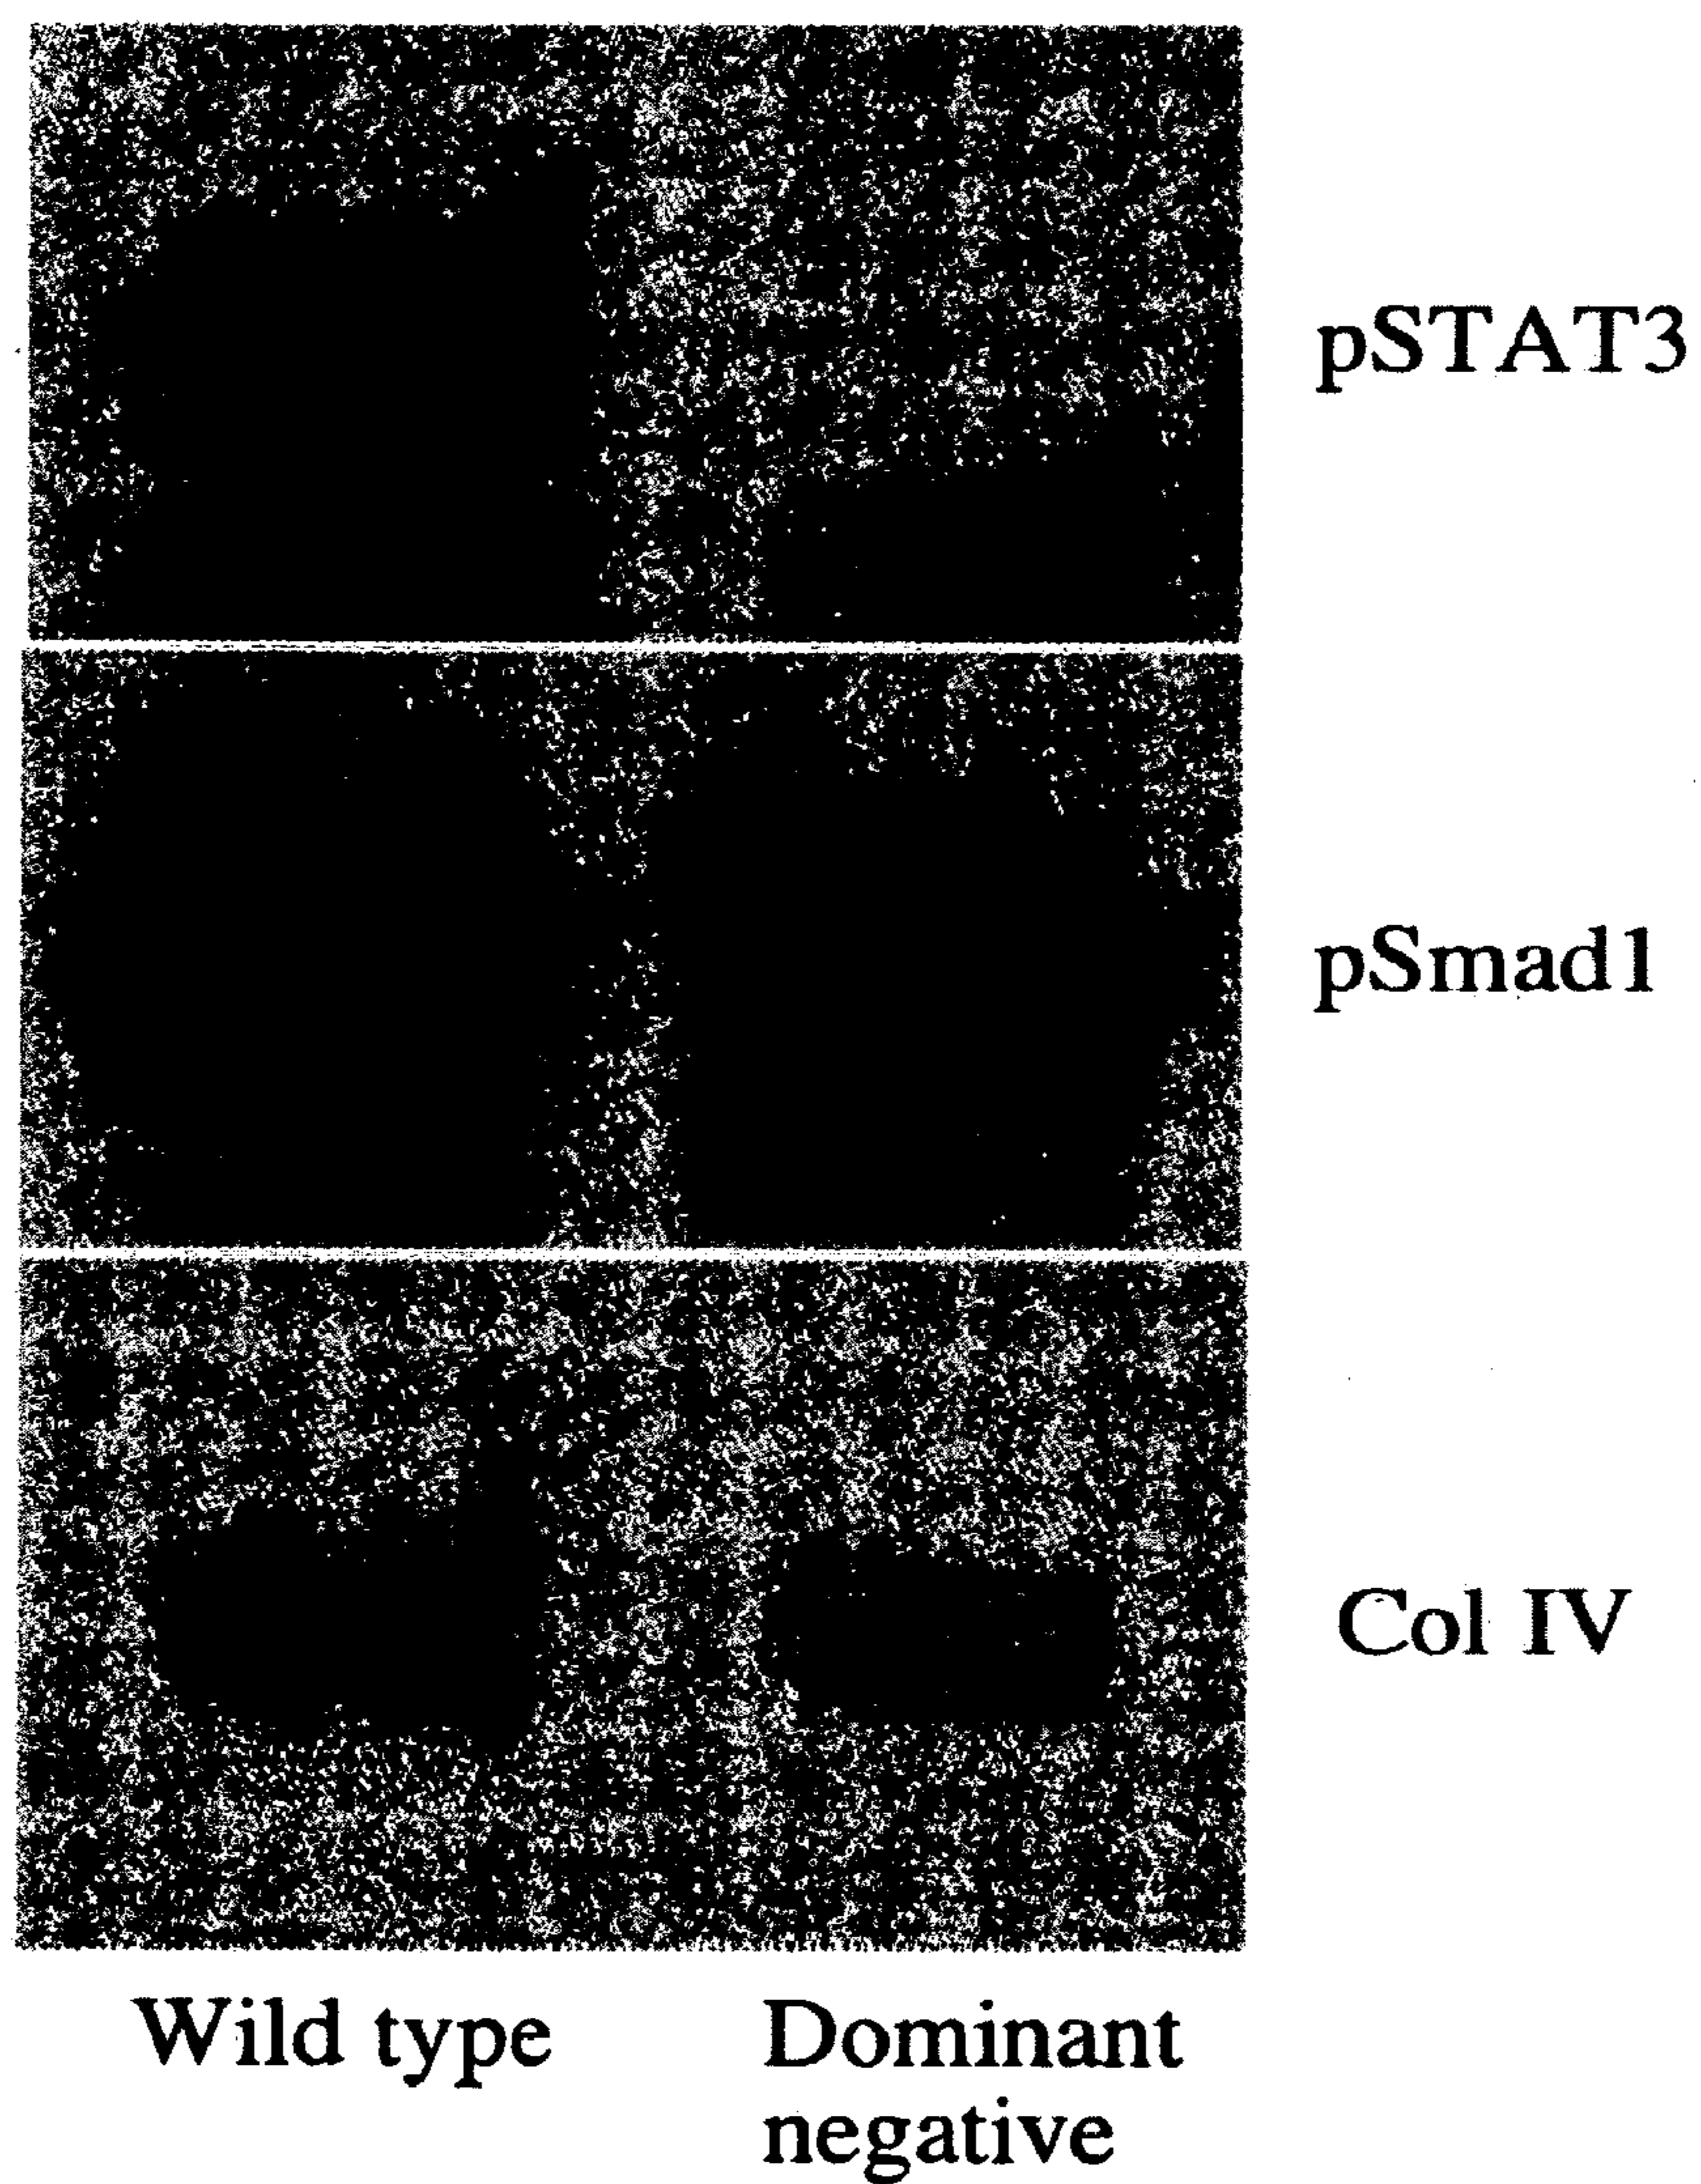 pSTAT3
pSmad1
Col IV
Wild type
Dominant
negative